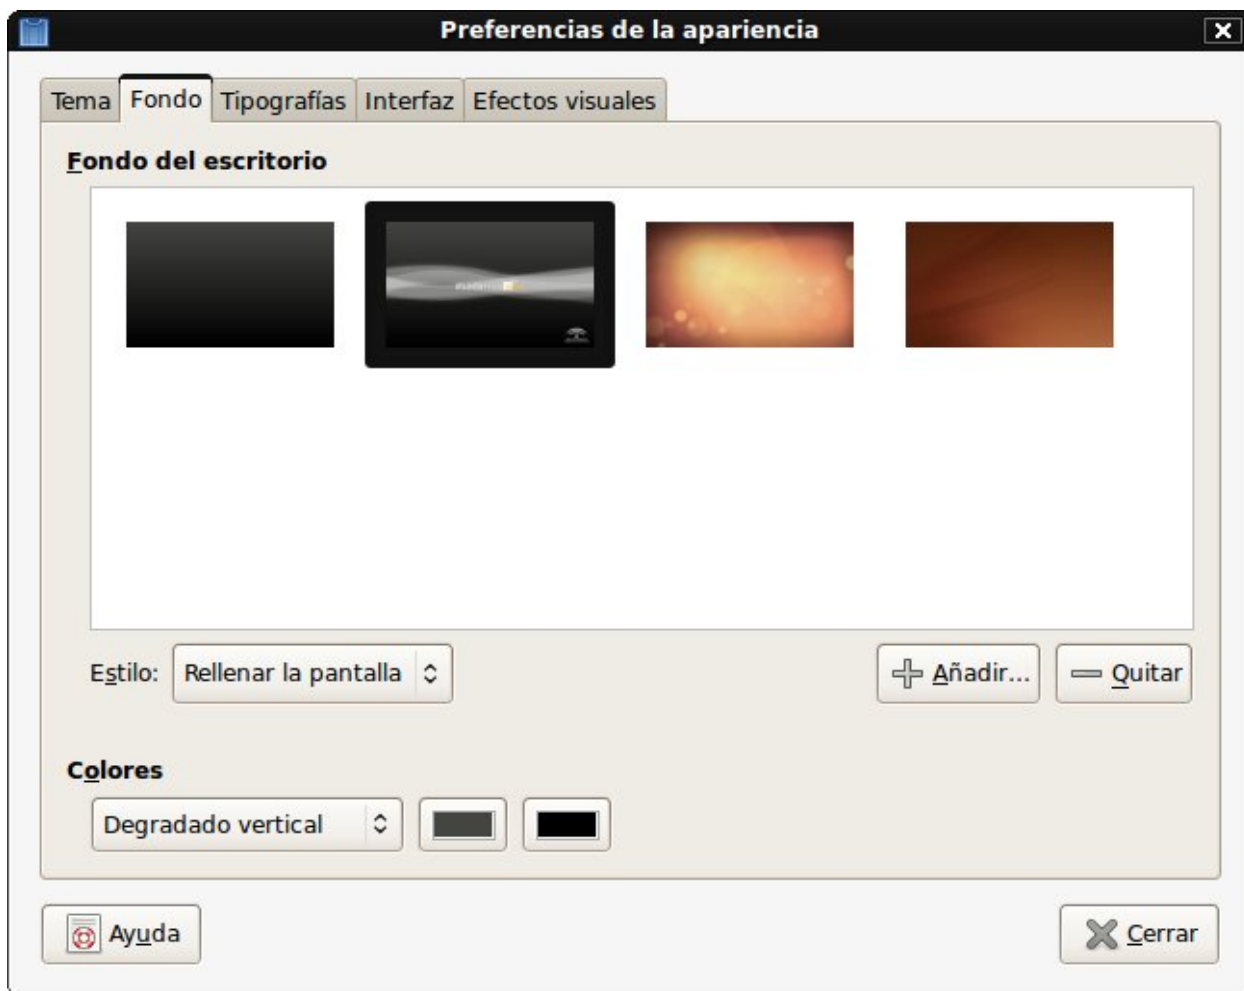 Preferencias de la apariencia
Tema Fondo Tipografías Interfaz Efectos visuales
Fondo del escritorio
Estilo: Rellenar la pantalla Añadir... Quitar
Colores
Degradado vertical
Ayuda Cerrar